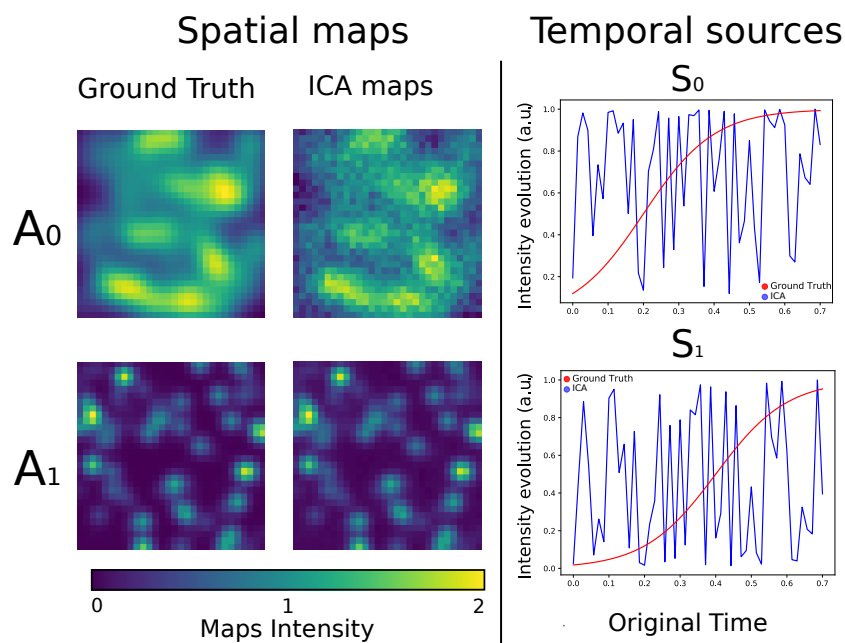 Spatial maps
Temporal sources
Ground Truth
ICA maps
A0
A1
0
1
2
Maps Intensity
S0
Intensity evolution (a.u.)
1.0
0.8
0.6
0.4
0.2
0.0 0.1 0.2 0.3 0.4 0.5 0.6 0.7
Ground Truth
ICA
S1
Intensity evolution (a.u.)
1.0
0.8
0.6
0.4
0.2
0.0
0.0 0.1 0.2 0.3 0.4 0.5 0.6 0.7
Ground Truth
ICA
Original Time